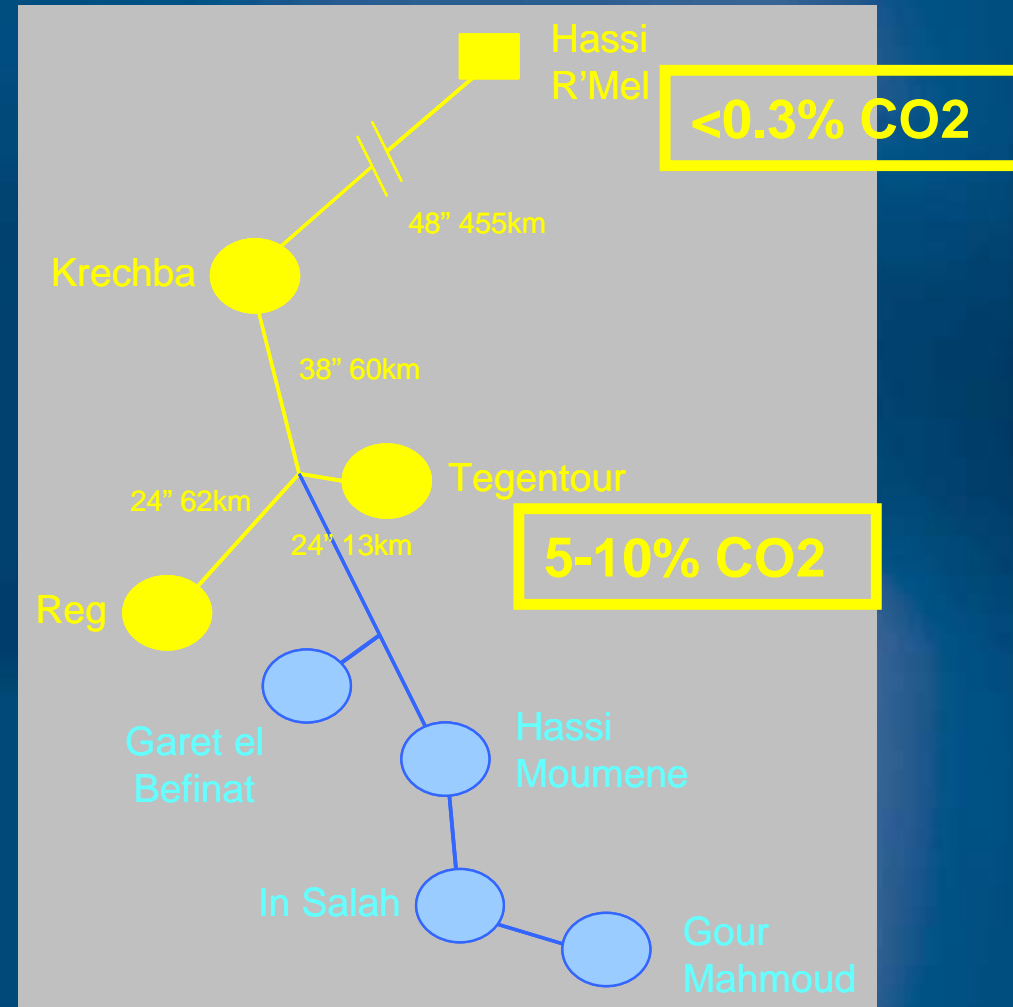 Hassi
R’Mel
<0.3% CO2
48” 455km
Krechba
38” 60km
Tegentour
24” 62km
24” 13km
5-10% CO2
Reg
Garet el
Befinat
Hassi
Moumene
In Salah
Gour
Mahmoud